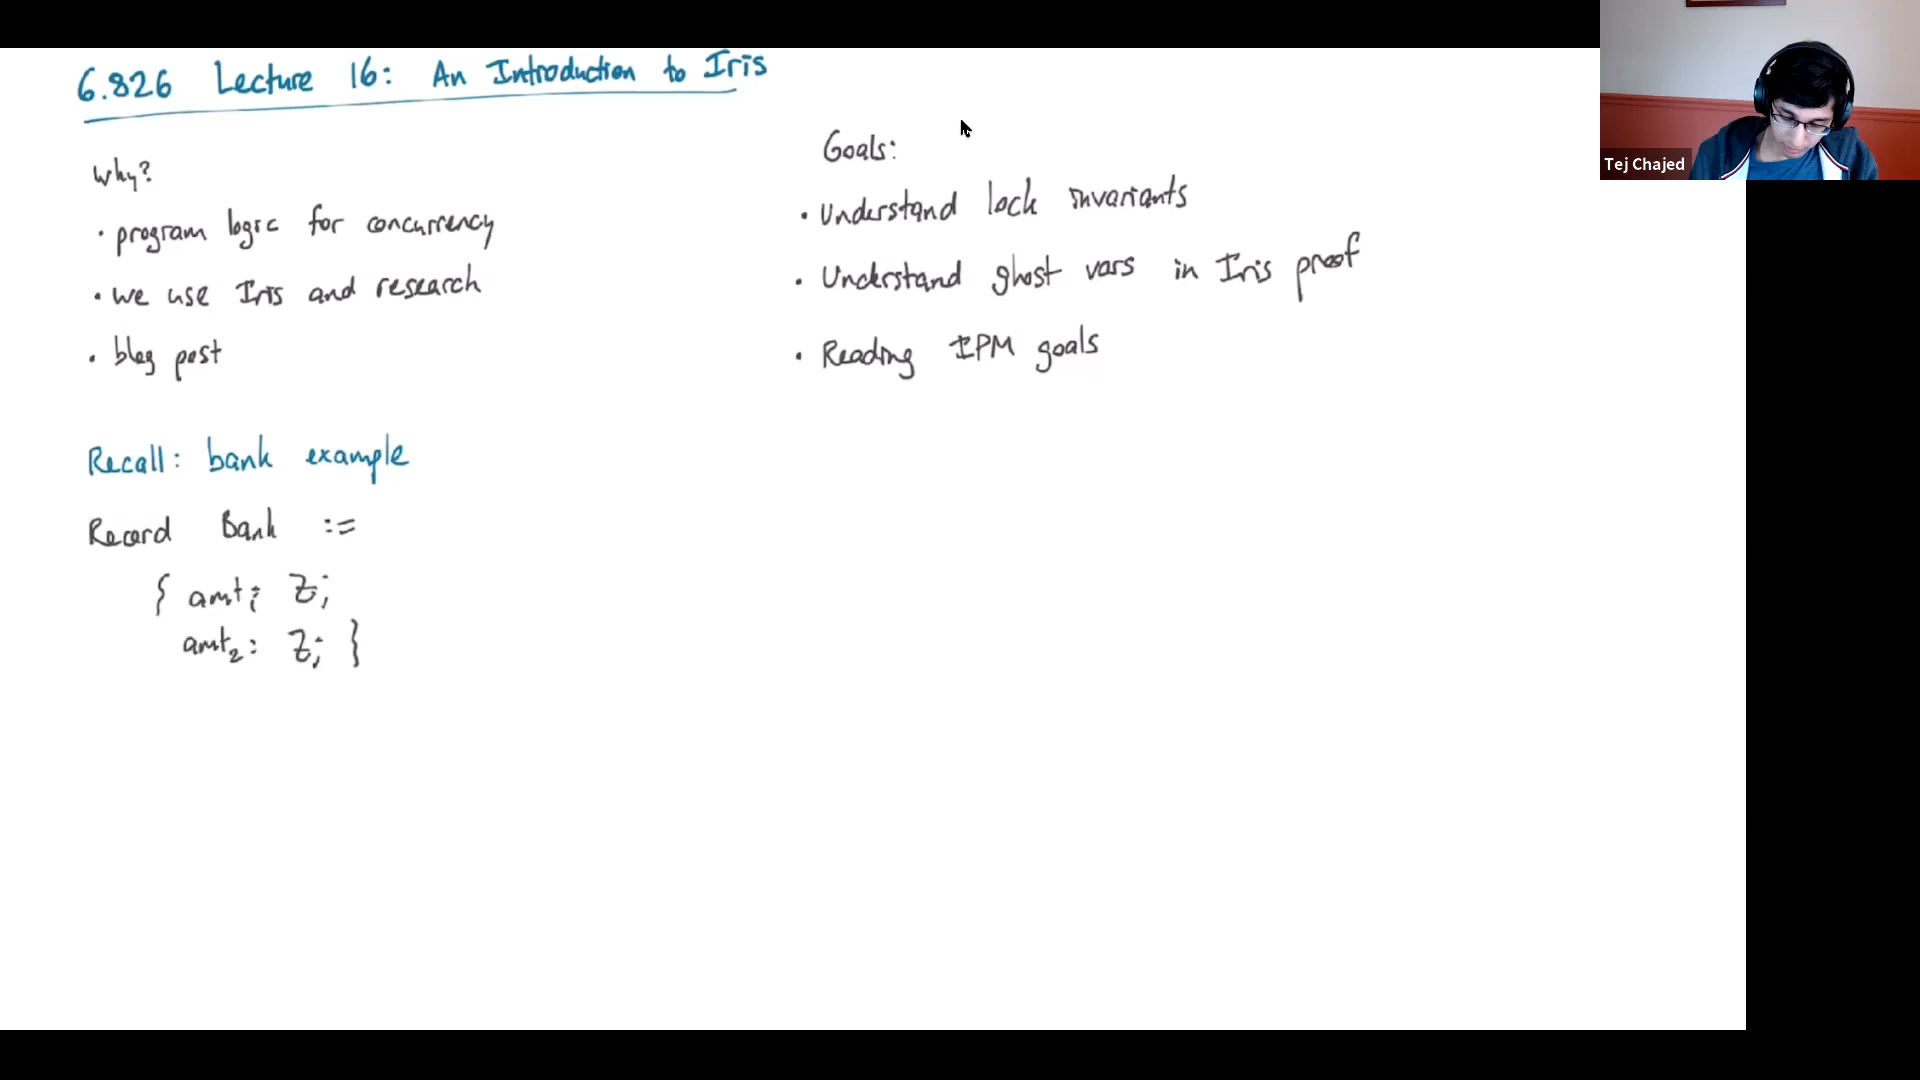 6.826 Lecture 16: An Introduction to Iris
Why?
• program logic for concurrency
• we use Iris and research
• blog post
Goals:
• Understand lock invariants
• Understand ghost vars in Iris proof
• Reading IPM goals
Recall: bank example
Record Bank :=
{ amt₁: Z;
amt₂: Z; }
Tej Chajed